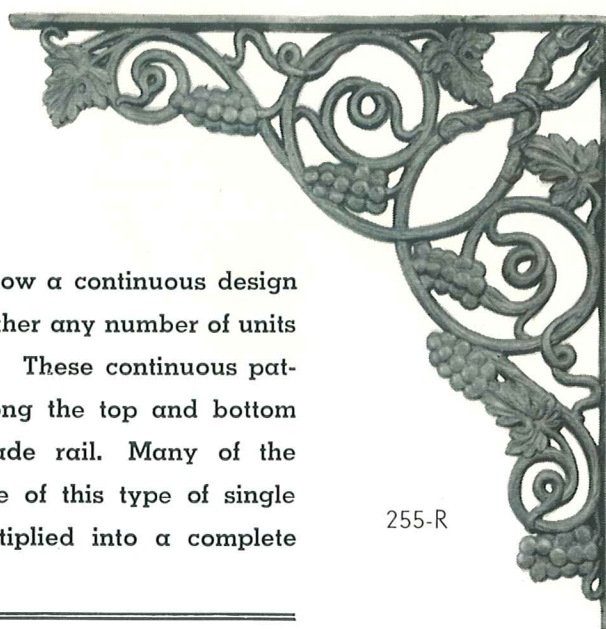 ow a continuous design
ther any number of units
These continuous pat-
ong the top and bottom
ade rail. Many of the
e of this type of single
tiplied into a complete
255-R